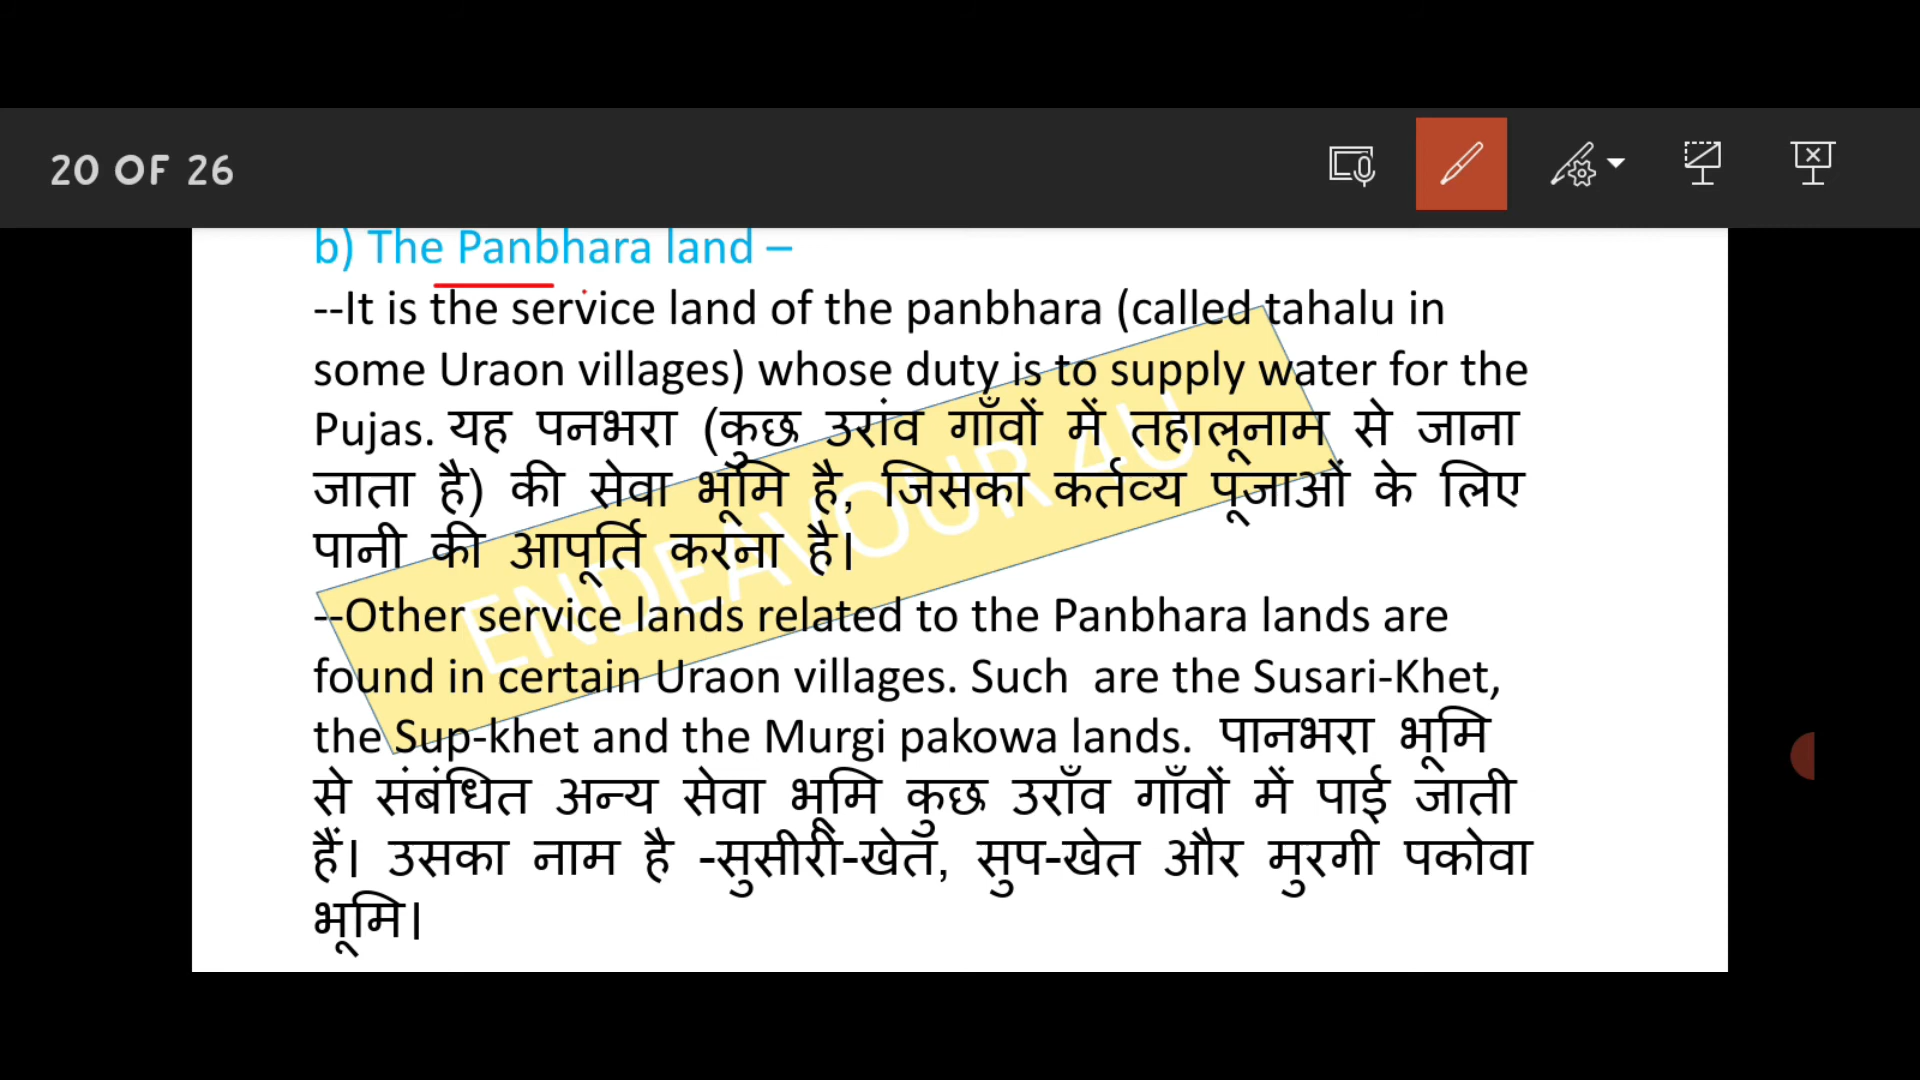 20 OF 26
b) The Panbhara land –
--It is the service land of the panbhara (called tahalu in
some Uraon villages) whose duty is to supply water for the
Pujas. यह पनभरा (कुछ उरांव गाँवों में तहालूनाम से जाना
जाता है) की सेवा भूमि है, जिसका कर्तव्य पूजाओं के लिए
पानी की आपूर्ति करना है।
ENDEAVOUR 4U
--Other service lands related to the Panbhara lands are
found in certain Uraon villages. Such  are the Susari-Khet,
the Sup-khet and the Murgi pakowa lands.  पानभरा भूमि
से संबंधित अन्य सेवा भूमि कुछ उराँव गाँवों में पाई जाती
हैं। उसका नाम है -सुसीरी-खेत, सुप-खेत और मुरगी पकोवा
भूमि।